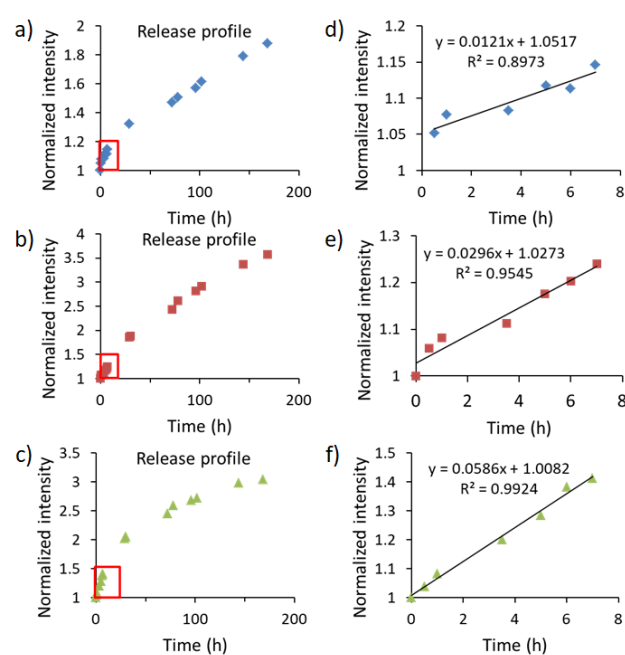 a)
Release profile
Normalized intensity
2
1.8
1.6
1.4
1.2
1
0
100
200
Time (h)
d)
y = 0.0121x + 1.0517
R² = 0.8973
Normalized intensity
1.2
1.15
1.1
1.05
1
0
2
4
6
8
Time (h)
b)
Release profile
Normalized intensity
4
3.5
3
2.5
2
1.5
1
0
100
200
Time (h)
e)
y = 0.0296x + 1.0273
R² = 0.9545
Normalized intensity
1.3
1.2
1.1
1
0
2
4
6
8
Time (h)
c)
Release profile
Normalized intensity
3.5
3
2.5
2
1.5
1
0
100
200
Time (h)
f)
y = 0.0586x + 1.0082
R² = 0.9924
Normalized intensity
1.5
1.4
1.3
1.2
1.1
1
0
2
4
6
8
Time (h)